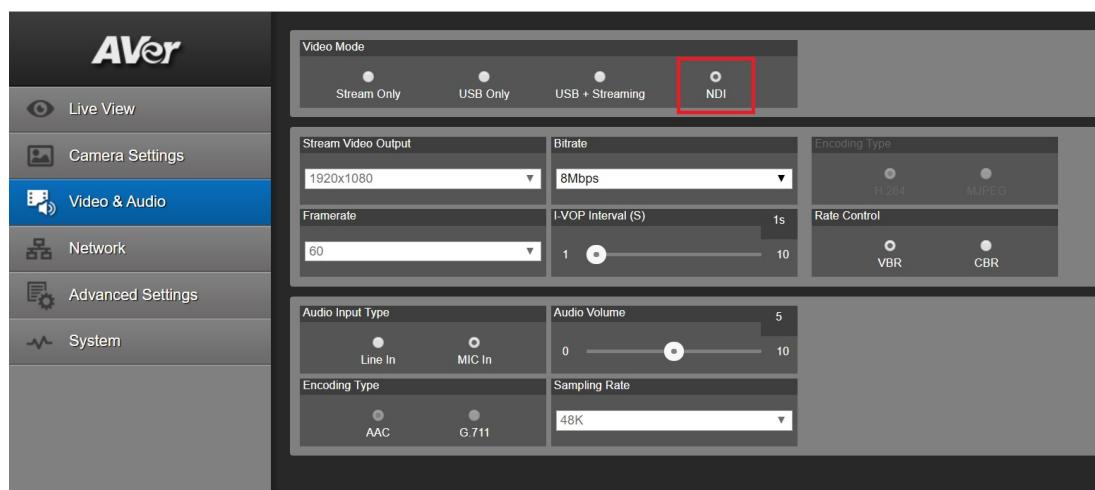 AVer
Live View
Camera Settings
Video & Audio
Network
Advanced Settings
System
Video Mode
Stream Only USB Only USB + Streaming NDI
Stream Video Output Bitrate Encoding Type
1920x1080 8Mbps H.264 MJPEG
Framerate I-VOP Interval (S) 1s Rate Control
60 1 10 VBR CBR
Audio Input Type Audio Volume 5
Line In MIC In 0 10
Encoding Type Sampling Rate
AAC G.711 48K